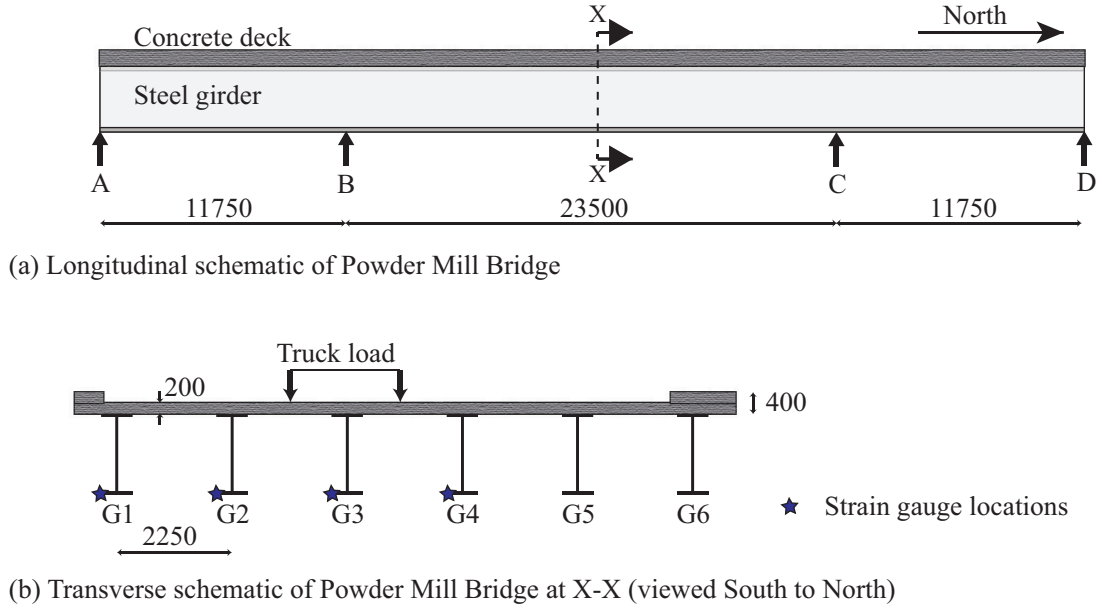 X
North
Concrete deck
Steel girder
X
A
B
C
D
11750
23500
11750
(a) Longitudinal schematic of Powder Mill Bridge
Truck load
200
400
G1
G2
G3
G4
G5
G6
Strain gauge locations
2250
(b) Transverse schematic of Powder Mill Bridge at X-X (viewed South to North)